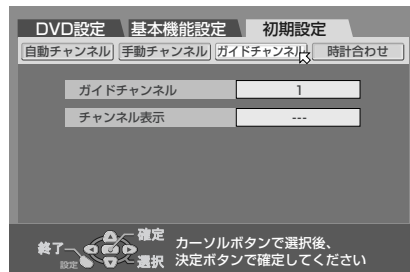 DVD設定 基本機能設定 初期設定
自動チャンネル 手動チャンネル ガイドチャンネル 時計合わせ
ガイドチャンネル 1
チャンネル表示 ---
確定
終了
設定 選択
カーソルボタンで選択後、
決定ボタンで確定してください